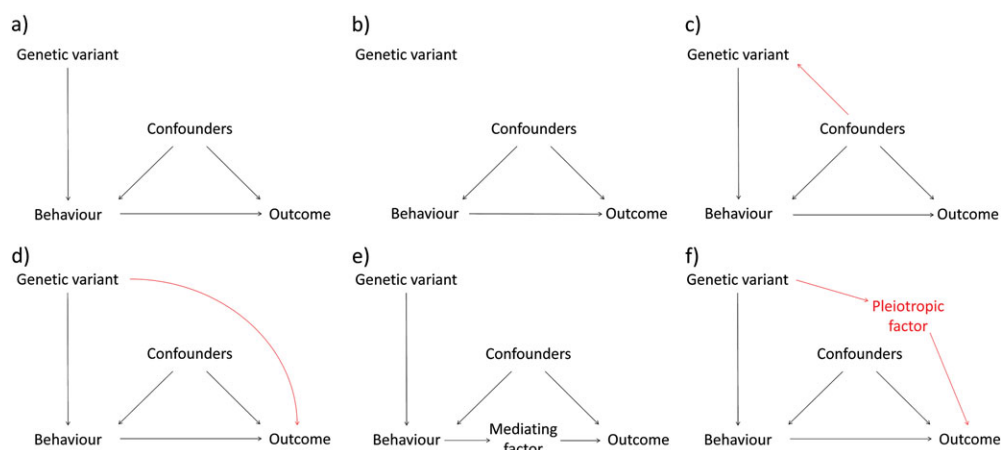 a)
Genetic variant
Confounders
Behaviour
Outcome
b)
Genetic variant
Confounders
Behaviour
Outcome
c)
Genetic variant
Confounders
Behaviour
Outcome
d)
Genetic variant
Confounders
Behaviour
Outcome
e)
Genetic variant
Confounders
Behaviour
Mediating
factor
Outcome
f)
Genetic variant
Pleiotropic
factor
Confounders
Behaviour
Outcome